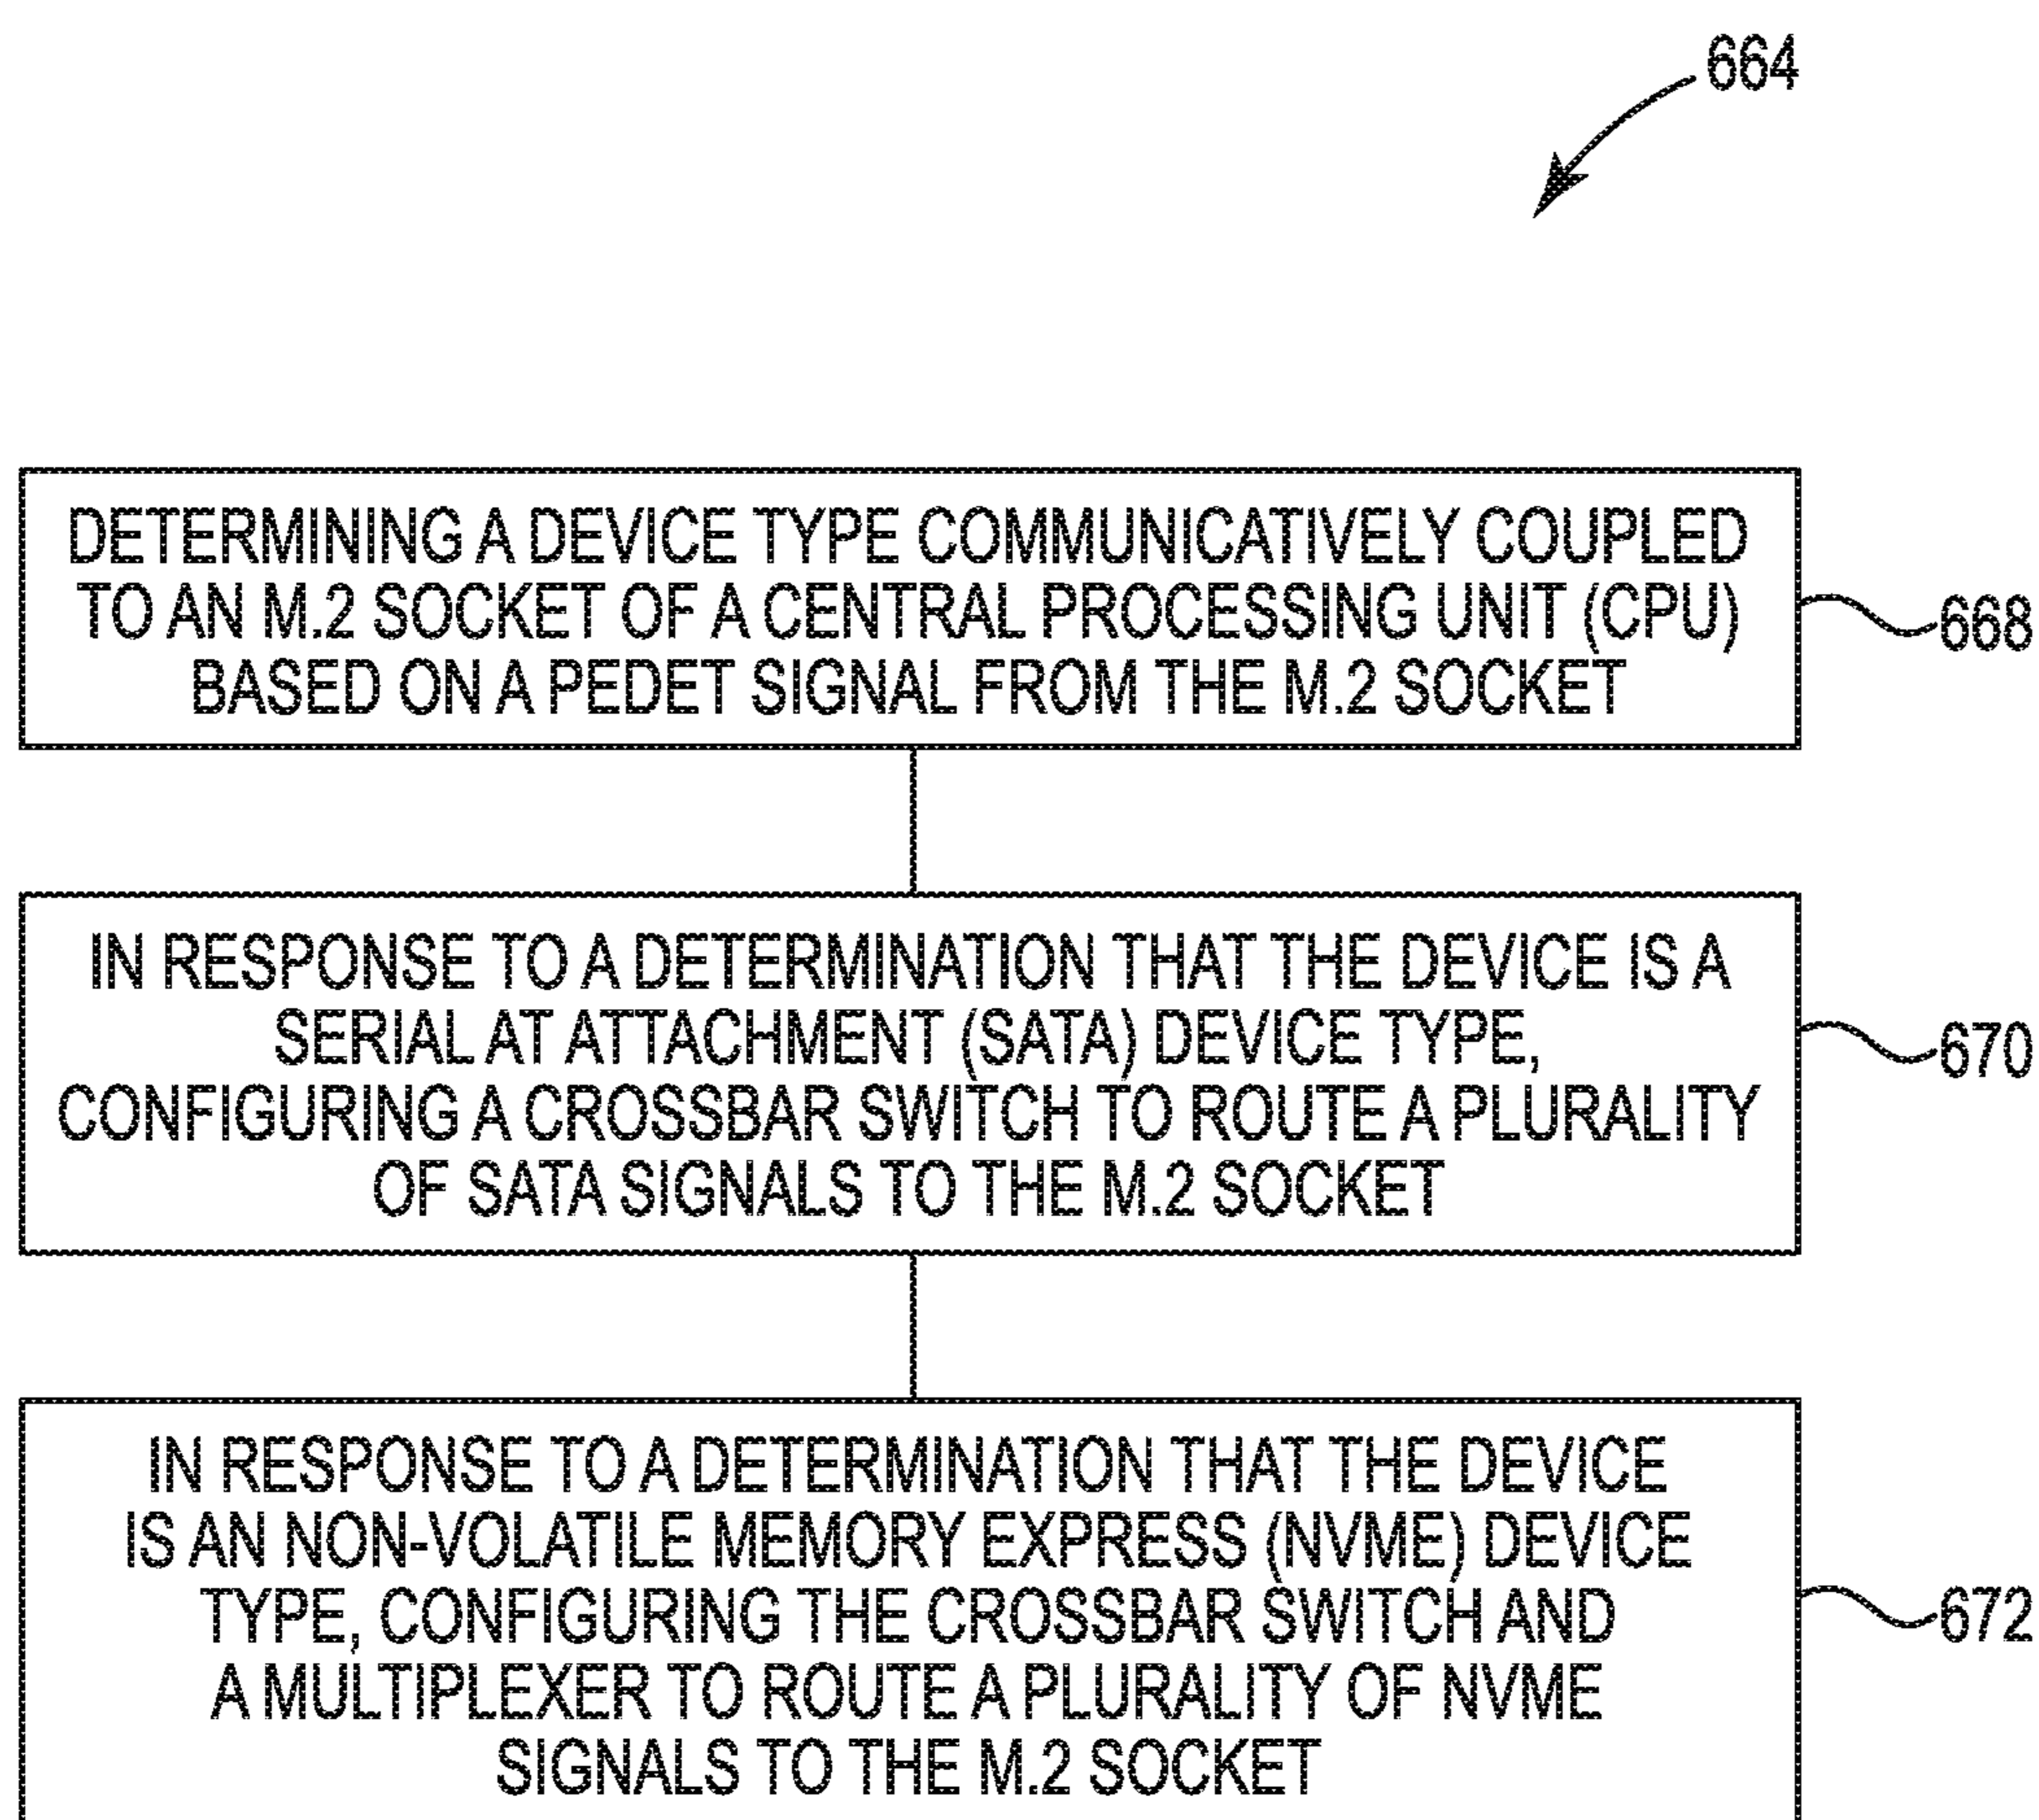 664
DETERMINING A DEVICE TYPE COMMUNICATIVELY COUPLED
TO AN M.2 SOCKET OF A CENTRAL PROCESSING UNIT (CPU)
BASED ON A PEDET SIGNAL FROM THE M.2 SOCKET
668
IN RESPONSE TO A DETERMINATION THAT THE DEVICE IS A
SERIAL AT ATTACHMENT (SATA) DEVICE TYPE,
CONFIGURING A CROSSBAR SWITCH TO ROUTE A PLURALITY
OF SATA SIGNALS TO THE M.2 SOCKET
670
IN RESPONSE TO A DETERMINATION THAT THE DEVICE
IS AN NON-VOLATILE MEMORY EXPRESS (NVME) DEVICE
TYPE, CONFIGURING THE CROSSBAR SWITCH AND
A MULTIPLEXER TO ROUTE A PLURALITY OF NVME
SIGNALS TO THE M.2 SOCKET
672